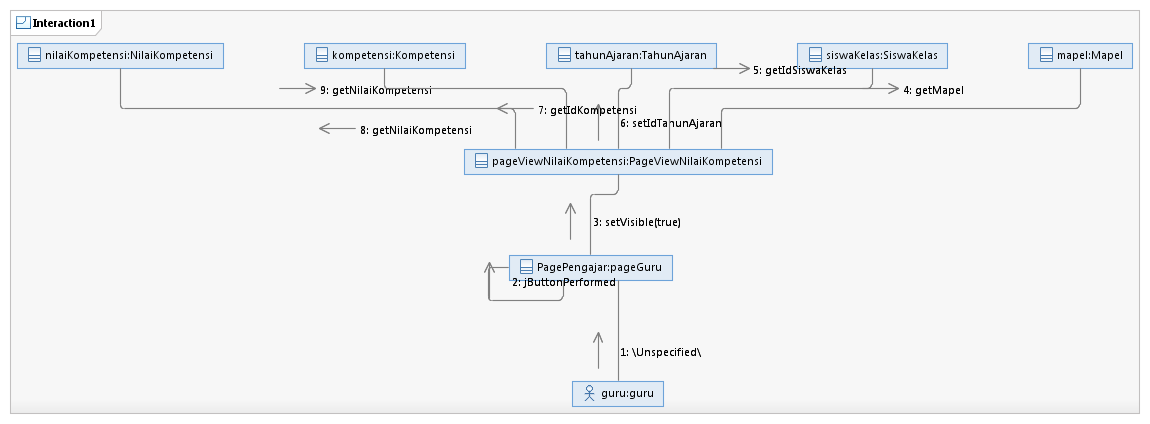 Interaction1
nilaiKompetensi:NilaiKompetensi
kompetensi:Kompetensi
tahunAjaran:TahunAjaran
siswaKelas:SiswaKelas
mapel:Mapel
5: getIdSiswaKelas
9: getNilaiKompetensi
4: getMapel
7: getIdKompetensi
6: setIdTahunAjaran
8: getNilaiKompetensi
pageViewNilaiKompetensi:PageViewNilaiKompetensi
3: setVisible(true)
PagePengajar:pageGuru
2: jButtonPerformed
1: \Unspecified\
guru:guru